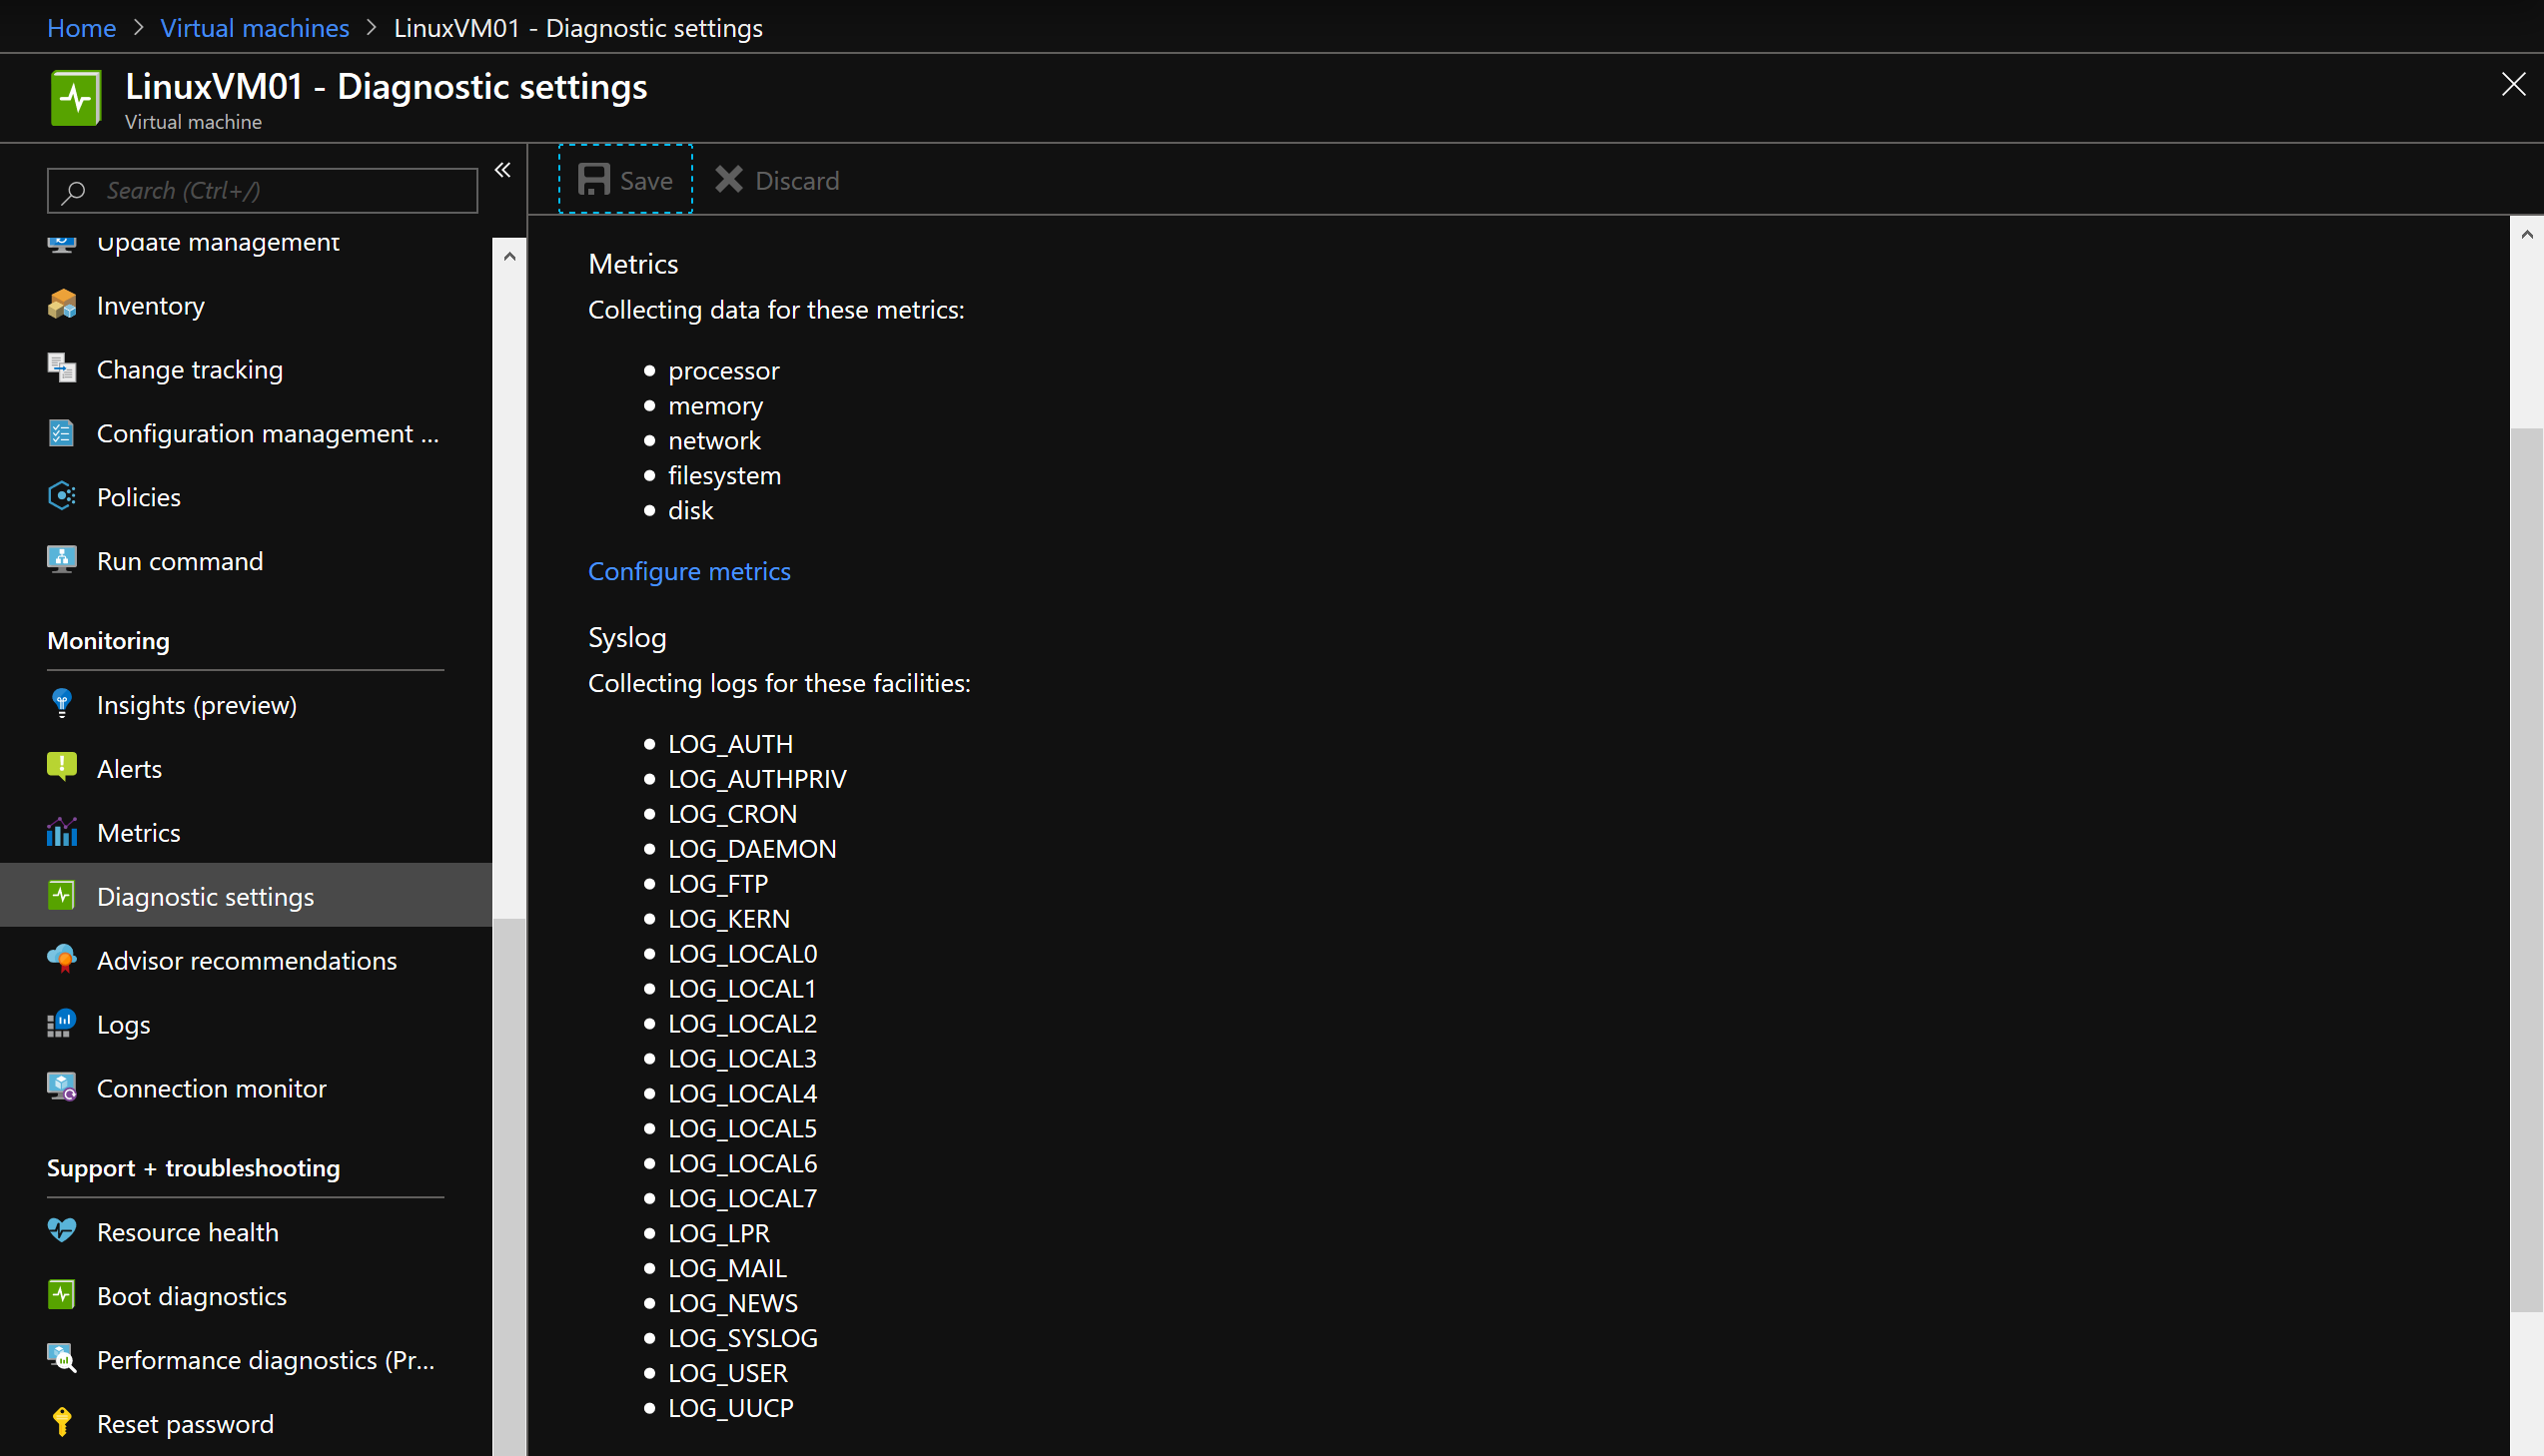 Home > Virtual machines > LinuxVM01 - Diagnostic settings
LinuxVM01 - Diagnostic settings
Virtual machine
Search (Ctrl+/)
Update management
Inventory
Change tracking
Configuration management ...
Policies
Run command
Monitoring
Insights (preview)
Alerts
Metrics
Diagnostic settings
Advisor recommendations
Logs
Connection monitor
Support + troubleshooting
Resource health
Boot diagnostics
Performance diagnostics (Pr...
Reset password
Save Discard
Metrics
Collecting data for these metrics:
processor
memory
network
filesystem
disk
Configure metrics
Syslog
Collecting logs for these facilities:
LOG_AUTH
LOG_AUTHPRIV
LOG_CRON
LOG_DAEMON
LOG_FTP
LOG_KERN
LOG_LOCAL0
LOG_LOCAL1
LOG_LOCAL2
LOG_LOCAL3
LOG_LOCAL4
LOG_LOCAL5
LOG_LOCAL6
LOG_LOCAL7
LOG_LPR
LOG_MAIL
LOG_NEWS
LOG_SYSLOG
LOG_USER
LOG_UUCP